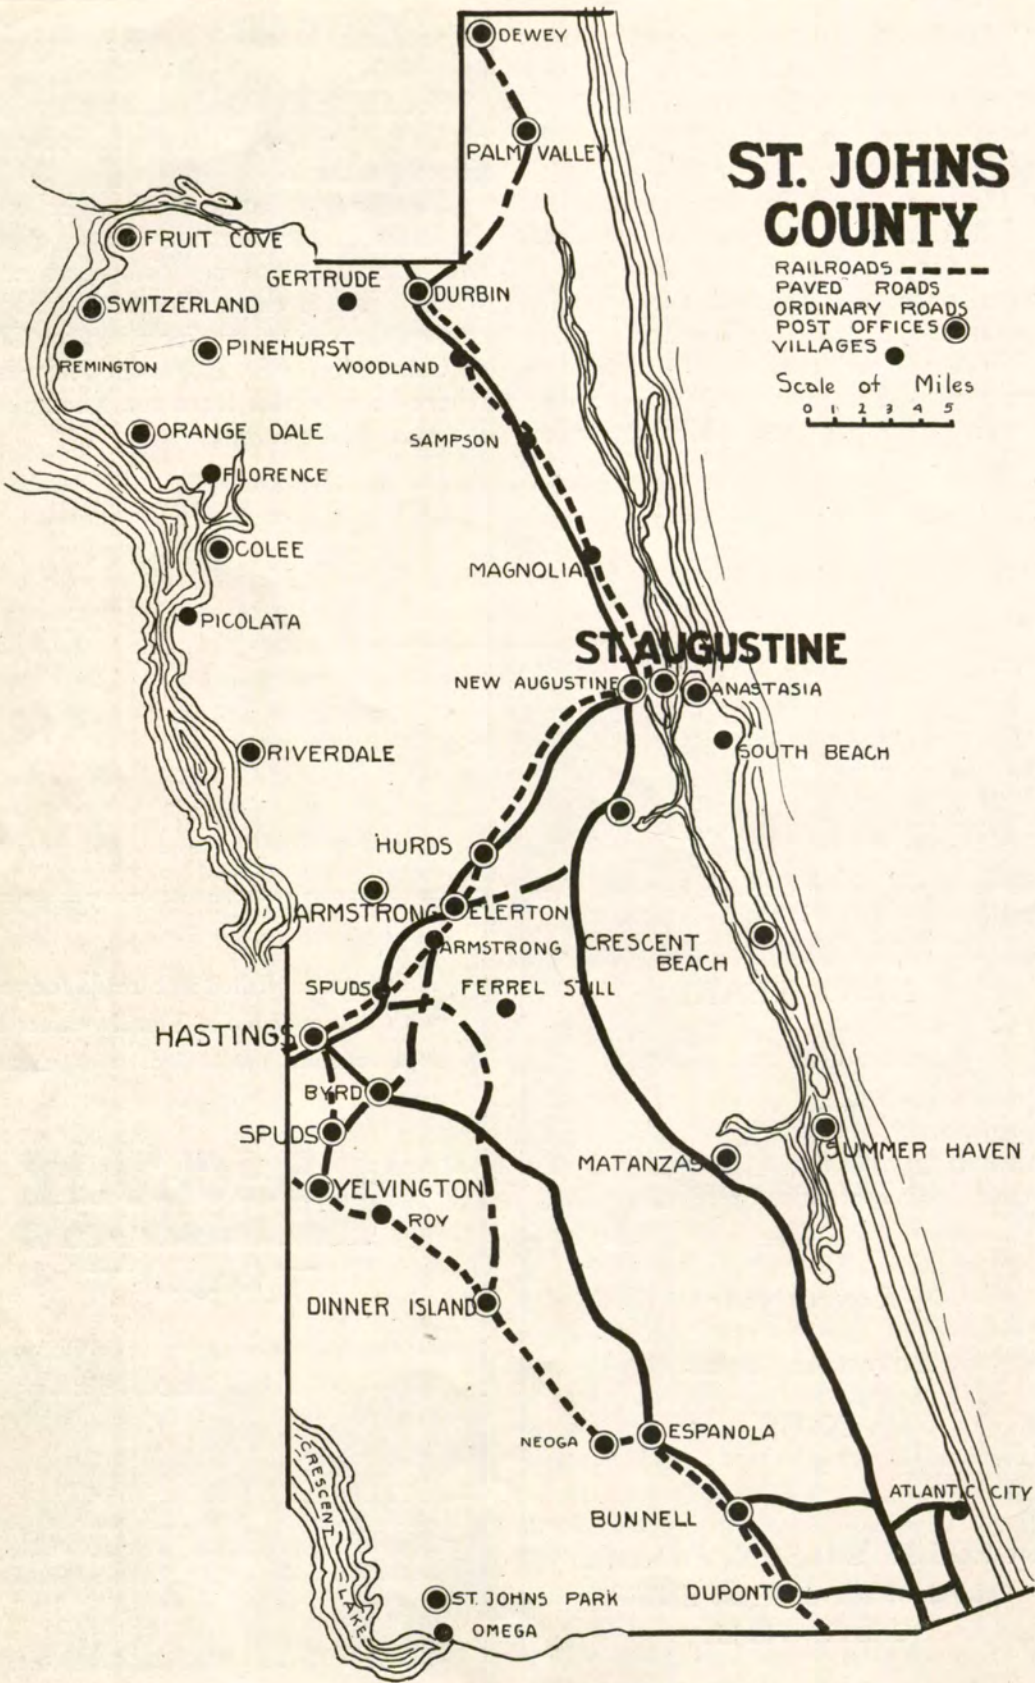 DEWEY
PALM VALLEY
ST. JOHNS
COUNTY
RAILROADS
PAVED ROADS
ORDINARY ROADS
POST OFFICES
VILLAGES
Scale of Miles
0 1 2 3 4 5
FRUIT COVE
GERTRUDE
DURBIN
SWITZERLAND
REMINGTON
PINEHURST
WOODLAND
ORANGE DALE
SAMPSON
FLORENCE
COLEE
MAGNOLIA
PICOLATA
ST. AUGUSTINE
NEW AUGUSTINE
ANASTASIA
RIVERDALE
SOUTH BEACH
HURDS
ARMSTRONG
ELERTON
ARMSTRONG
CRESCENT
BEACH
SPUDS
FERREL STILL
HASTINGS
BYRD
SPUDS
MATANZAS
SUMMER HAVEN
YELVINGTON
ROY
DINNER ISLAND
NEOGA
ESPANOLA
CRESCENT
LAKE
ATLANTIC CITY
BUNNELL
DUPONT
ST. JOHNS PARK
OMEGA